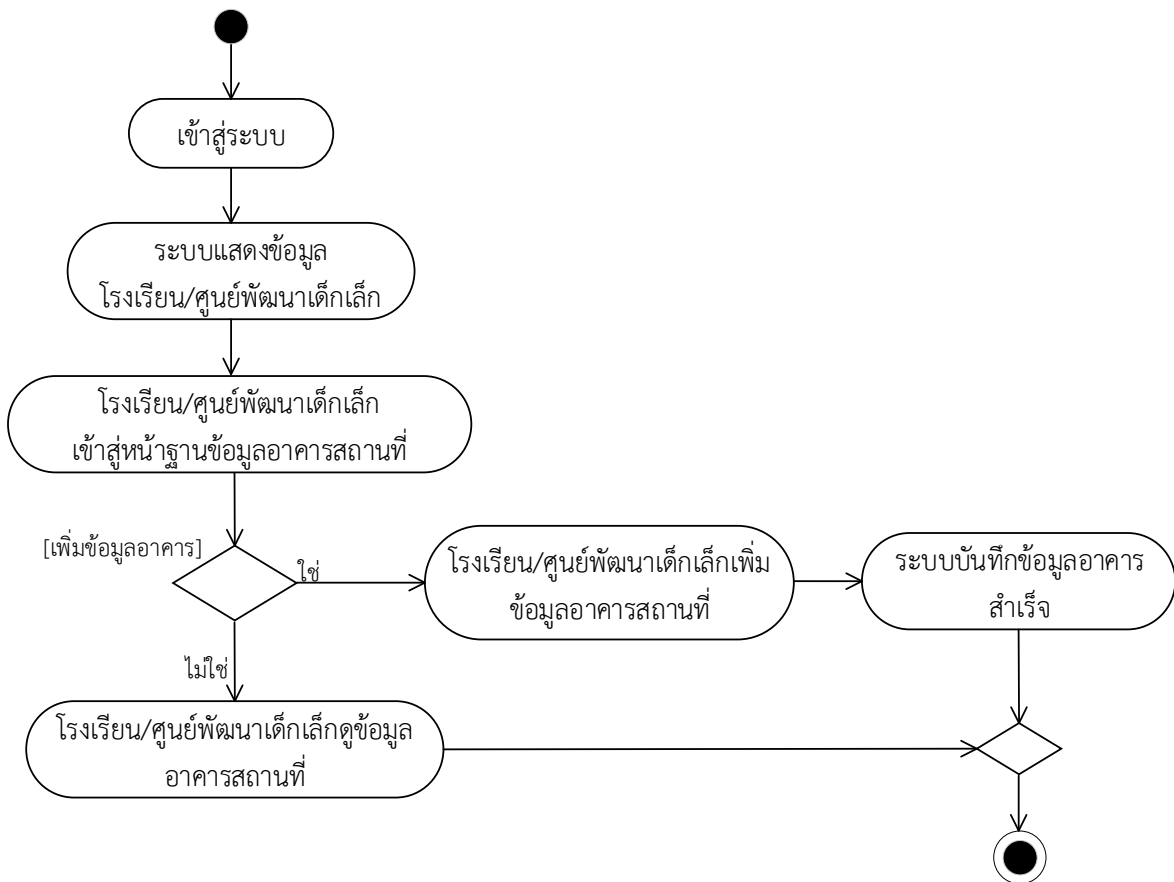 เข้าสู่ระบบ
ระบบแสดงข้อมูล
โรงเรียน/ศูนย์พัฒนาเด็กเล็ก
โรงเรียน/ศูนย์พัฒนาเด็กเล็ก
เข้าสู่หน้าฐานข้อมูลอาคารสถานที่
[เพิ่มข้อมูลอาคาร]
ใช่
โรงเรียน/ศูนย์พัฒนาเด็กเล็กเพิ่ม
ข้อมูลอาคารสถานที่
ระบบบันทึกข้อมูลอาคาร
สำเร็จ
ไม่ใช่
โรงเรียน/ศูนย์พัฒนาเด็กเล็กดูข้อมูล
อาคารสถานที่